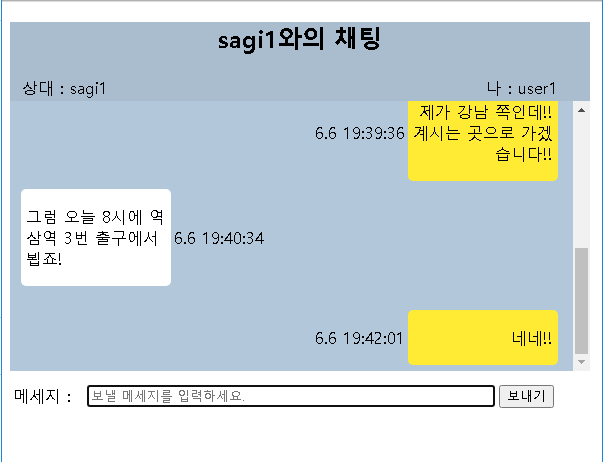 sagi1와의 채팅
상대 : sagi1 나 : user1
제가 강남 쪽인데!!
6.6 19:39:36 계시는 곳으로 가겠
습니다!!
그럼 오늘 8시에 역
삼역 3번 출구에서 6.6 19:40:34
뵙죠!
6.6 19:42:01 네네!!
메세지 : 보낼 메세지를 입력하세요. 보내기